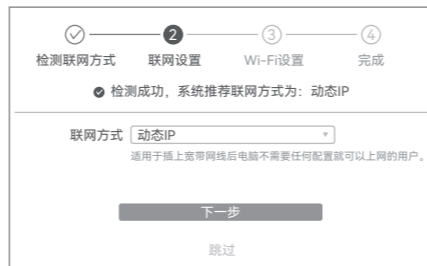 2 3 4
检测联网方式 联网设置 Wi-Fi设置 完成
检测成功，系统推荐联网方式为：动态IP
联网方式 动态IP
适用于插上宽带网线后电脑不需要任何配置就可以上网的用户。
下一步
跳过